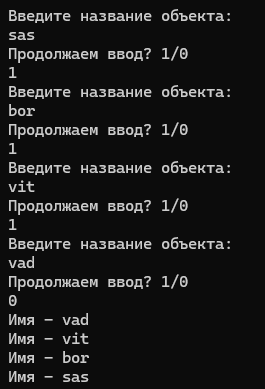 Введите название объекта:
sas
Продолжаем ввод? 1/0
1
Введите название объекта:
bor
Продолжаем ввод? 1/0
1
Введите название объекта:
vit
Продолжаем ввод? 1/0
1
Введите название объекта:
vad
Продолжаем ввод? 1/0
0
Имя - vad
Имя - vit
Имя - bor
Имя - sas